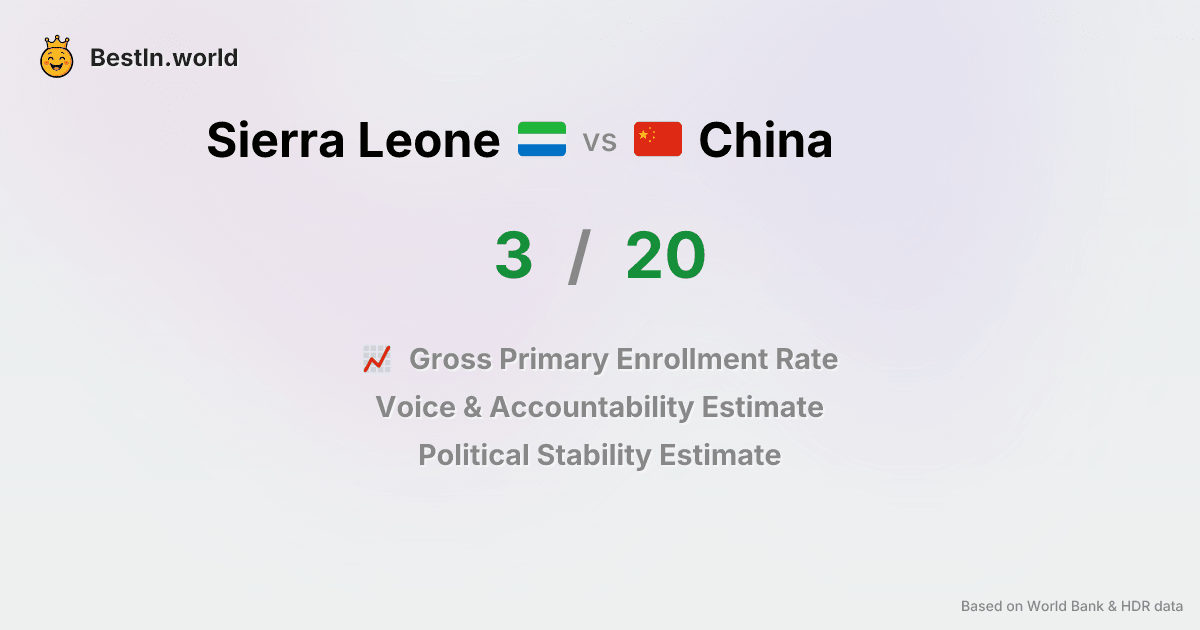 BestIn.world
Sierra Leone vs China
3 / 20
Gross Primary Enrollment Rate
Voice & Accountability Estimate
Political Stability Estimate
Based on World Bank & HDR data